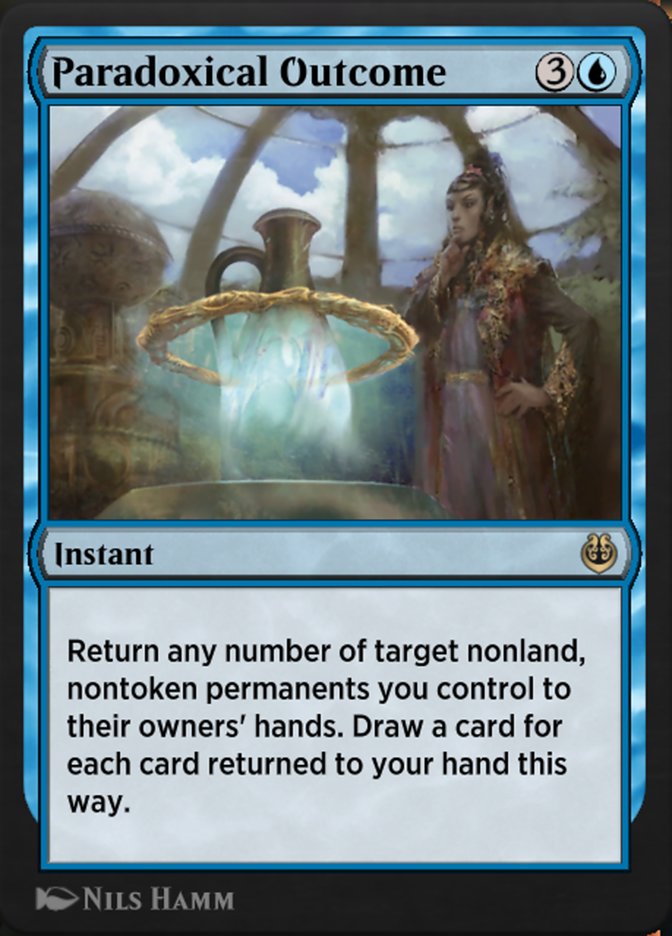 Paradoxical Outcome 3
Instant
Return any number of target nonland,
nontoken permanents you control to
their owners' hands. Draw a card for
each card returned to your hand this
way.
Nils Hamm